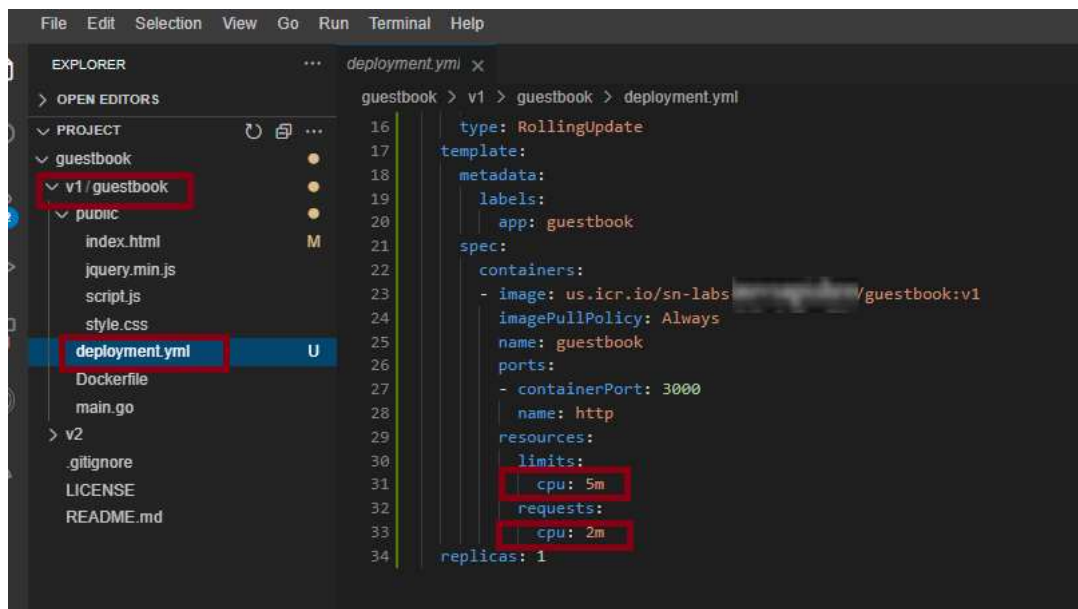 File Edit Selection View Go Run Terminal Help
EXPLORER ...
OPEN EDITORS
PROJECT ...
guestbook
v1/guestbook
public
index.html M
jquery.min.js
script.js
style.css
deployment.yml U
Dockerfile
main.go
v2
.gitignore
LICENSE
README.md
deployment.yml ×
guestbook > v1 > guestbook > deployment.yml
16 type: RollingUpdate
17 template:
18 metadata:
19 labels:
20 app: guestbook
21 spec:
22 containers:
23 - image: us.icr.io/sn-labs /guestbook:v1
24 imagePullPolicy: Always
25 name: guestbook
26 ports:
27 - containerPort: 3000
28 name: http
29 resources:
30 limits:
31 cpu: 5m
32 requests:
33 cpu: 2m
34 replicas: 1